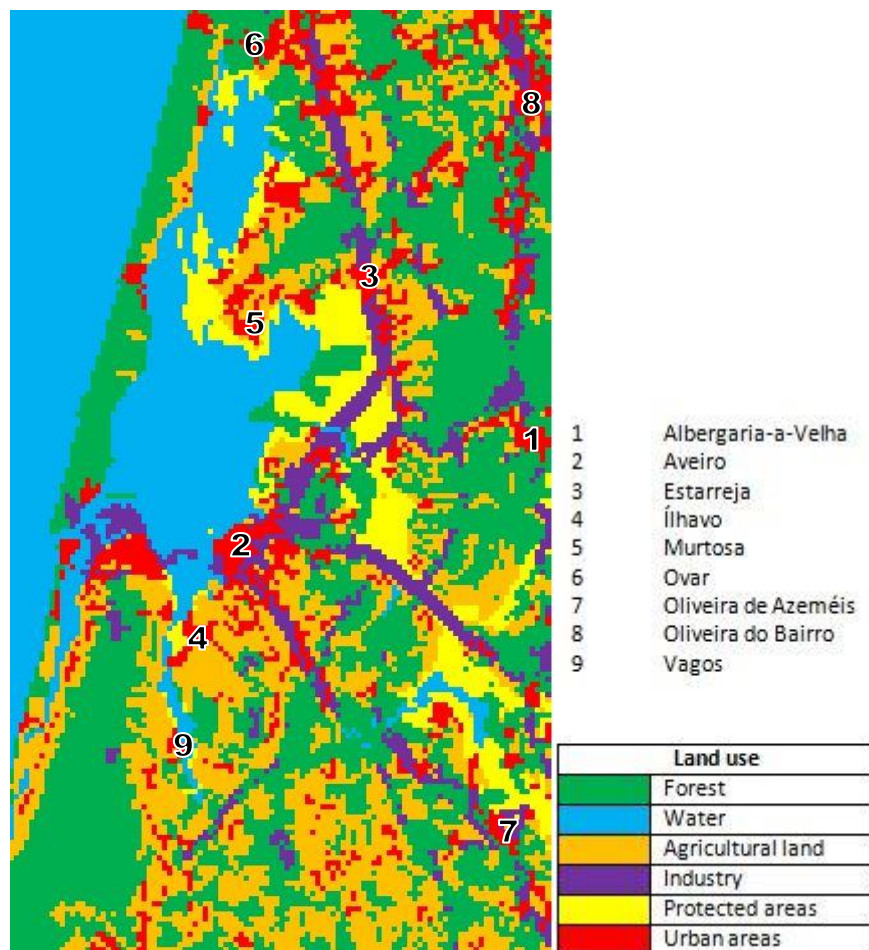 6
8
3
5
1
2
4
9
7
1 Albergaria-a-Velha
2 Aveiro
3 Estarreja
4 Ílhavo
5 Murtosa
6 Ovar
7 Oliveira de Azeméis
8 Oliveira do Bairro
9 Vagos
Land use
Forest
Water
Agricultural land
Industry
Protected areas
Urban areas